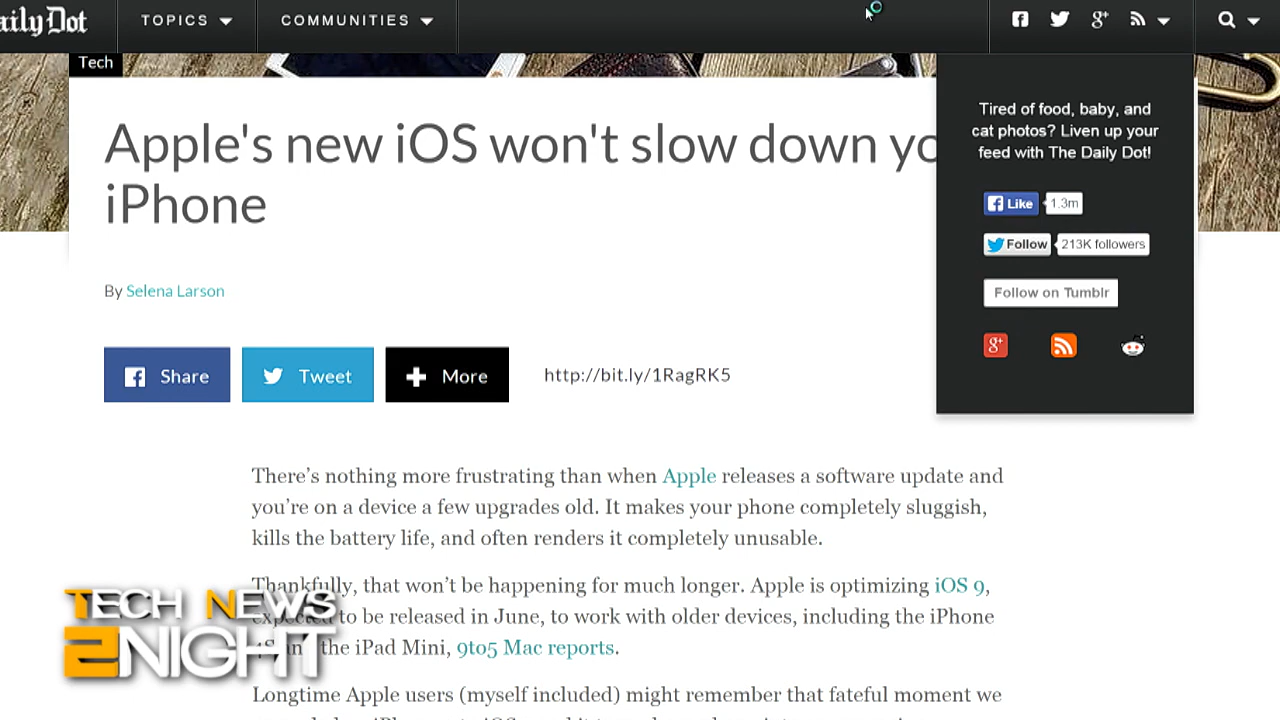 ailyDot
TOPICS
COMMUNITIES
Tech
Apple's new iOS won't slow down yo
iPhone
By Selena Larson
Share
Tweet
More
http://bit.ly/1RagRK5
Tired of food, baby, and
cat photos? Liven up your
feed with The Daily Dot!
Like 1.3m
Follow 213K followers
Follow on Tumblr
There's nothing more frustrating than when Apple releases a software update and
you're on a device a few upgrades old. It makes your phone completely sluggish,
kills the battery life, and often renders it completely unusable.
Thankfully, that won't be happening for much longer. Apple is optimizing iOS 9,
expected to be released in June, to work with older devices, including the iPhone
4S and the iPad Mini, 9to5 Mac reports.
Longtime Apple users (myself included) might remember that fateful moment we
TECH NEWS
2NIGHT